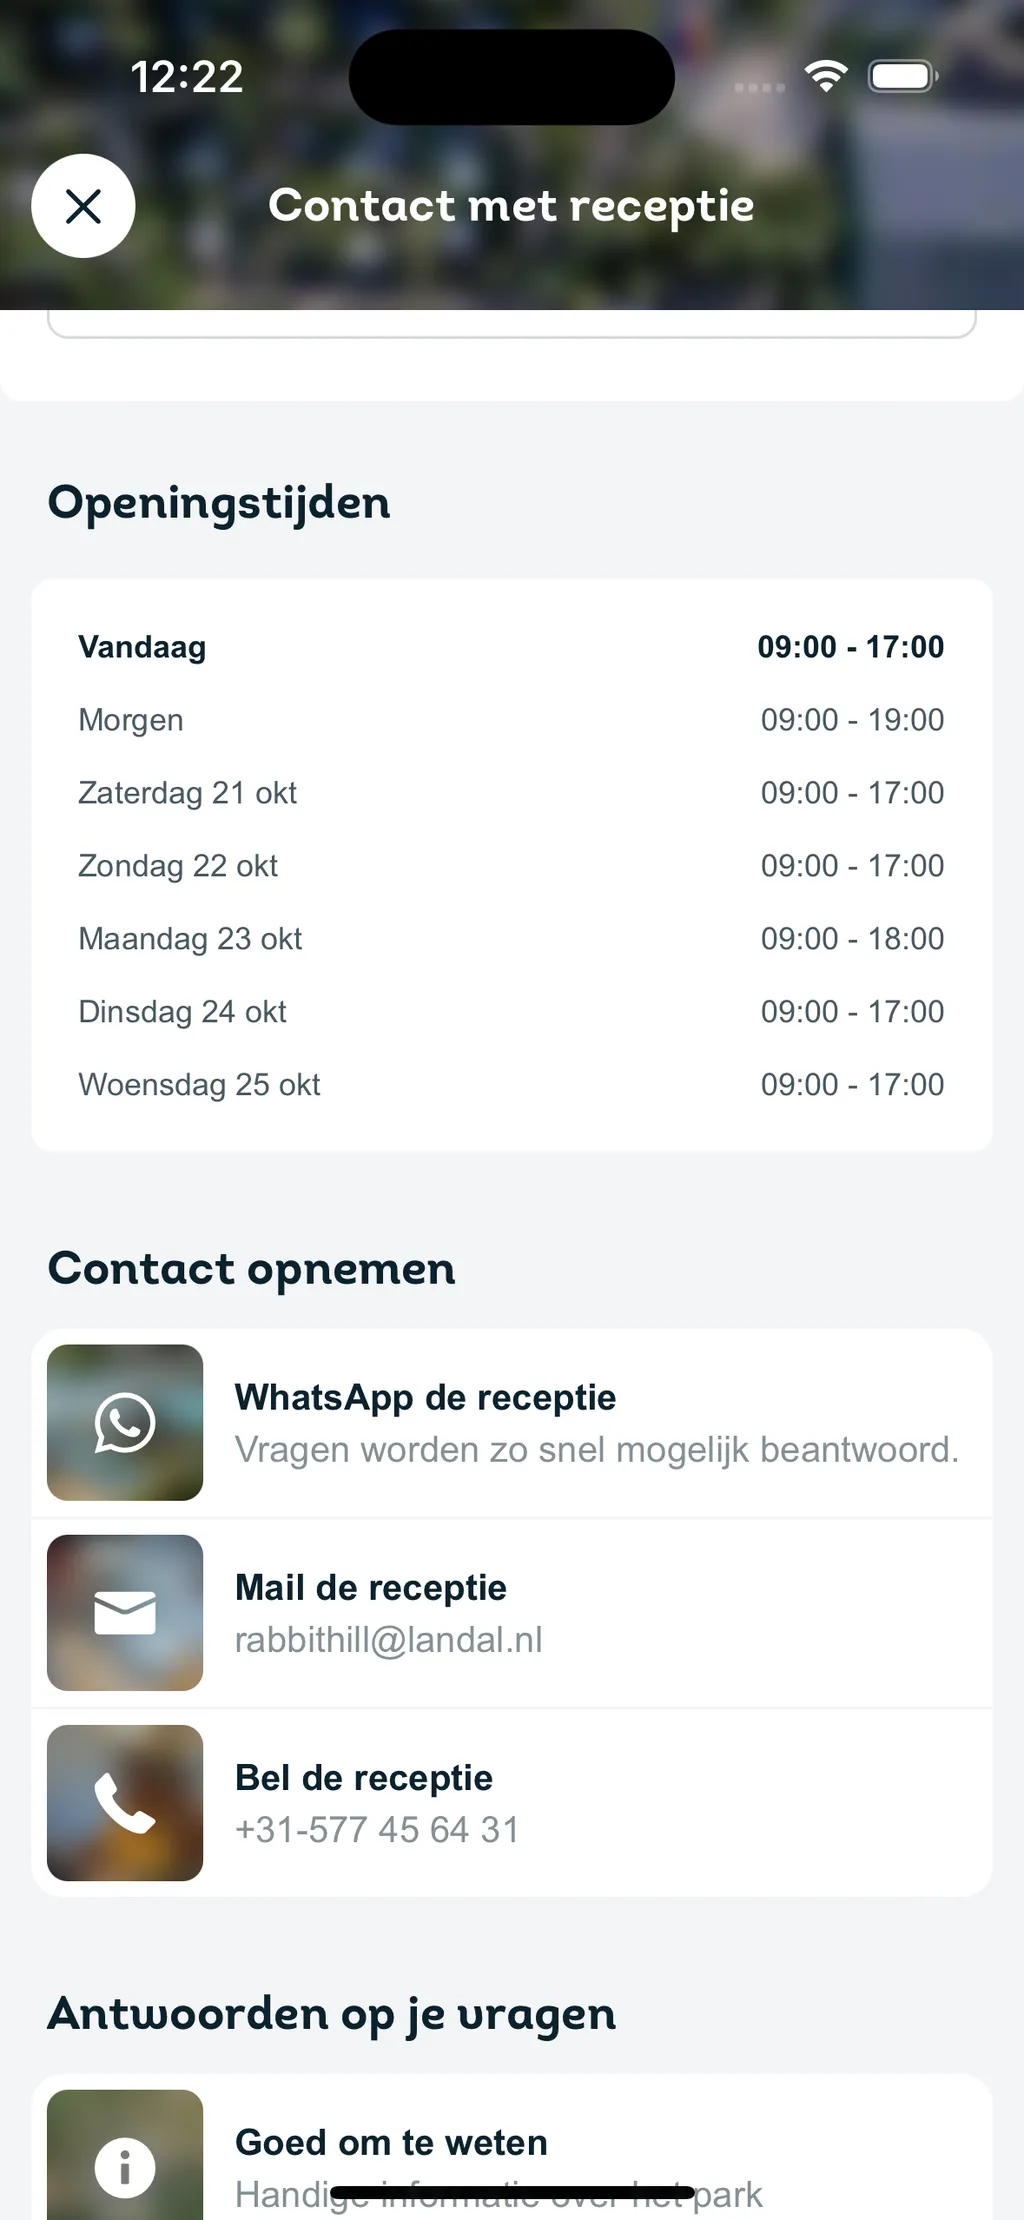 12:22
Contact met receptie
Openingstijden
Vandaag 09:00 - 17:00
Morgen 09:00 - 19:00
Zaterdag 21 okt 09:00 - 17:00
Zondag 22 okt 09:00 - 17:00
Maandag 23 okt 09:00 - 18:00
Dinsdag 24 okt 09:00 - 17:00
Woensdag 25 okt 09:00 - 17:00
Contact opnemen
WhatsApp de receptie
Vragen worden zo snel mogelijk beantwoord.
Mail de receptie
rabbithill@landal.nl
Bel de receptie
+31-577 45 64 31
Antwoorden op je vragen
Goed om te weten
Handige informatie over het park